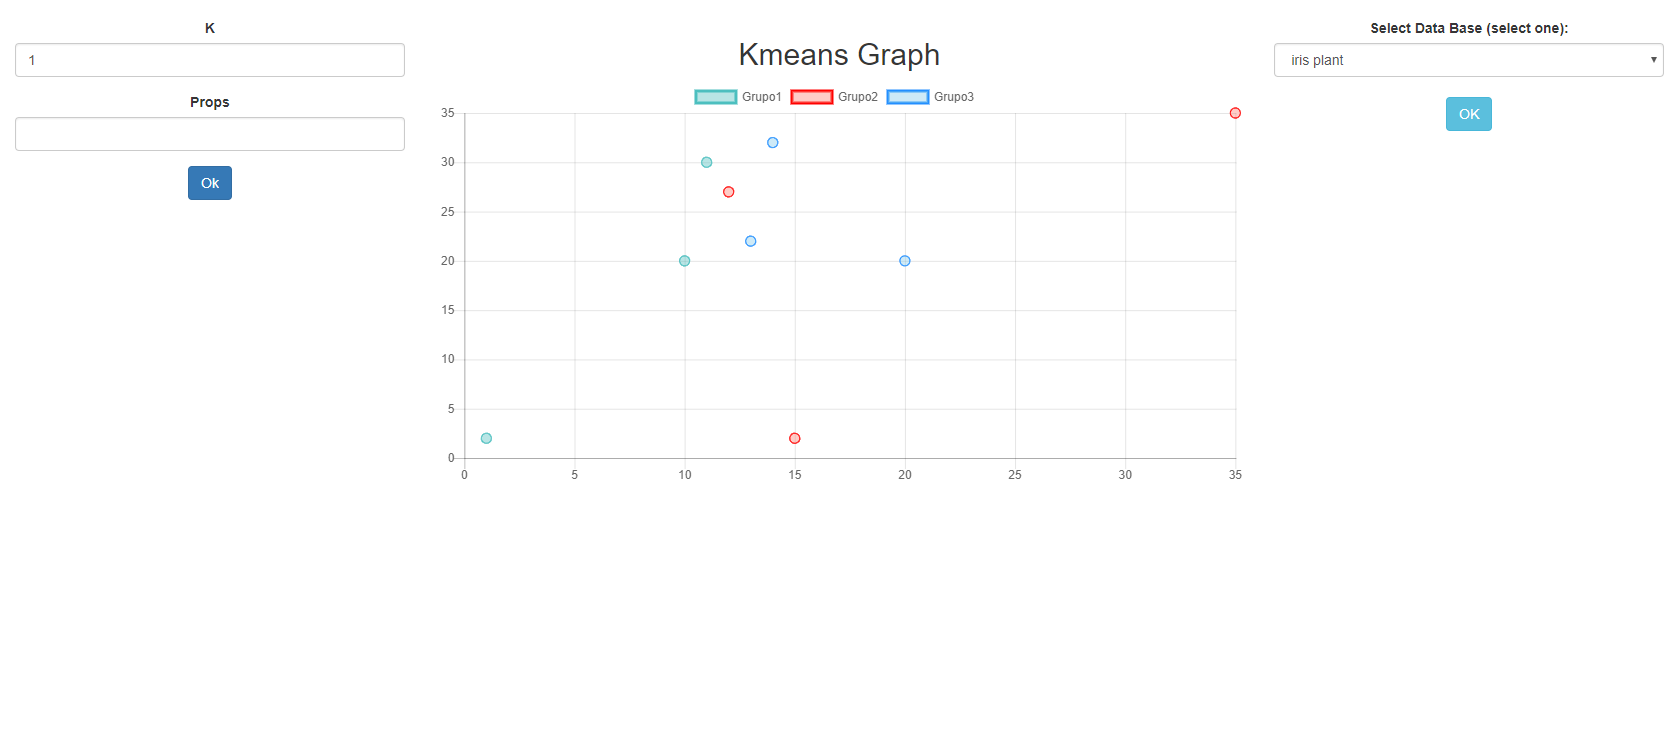 K
1
Props
Ok
Kmeans Graph
Grupo1 Grupo2 Grupo3
35
30
25
20
15
10
5
0
0 5 10 15 20 25 30 35
Select Data Base (select one):
iris plant
OK